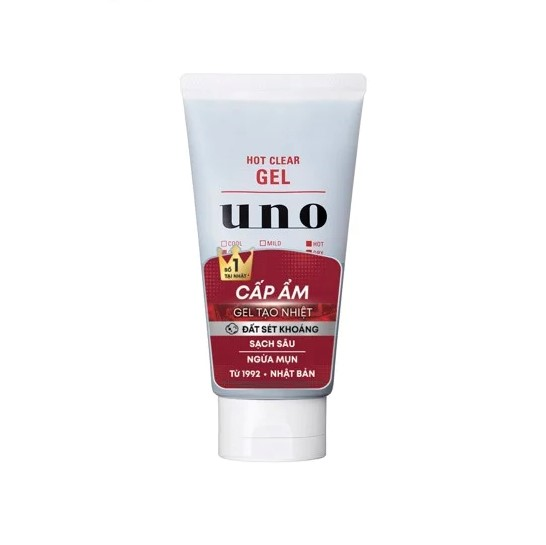 HOT CLEAR
GEL
uno
COOL MILD HOT
SỐ 1
TẠI NHẬT
CẤP ẨM
GEL TẠO NHIỆT
ĐẤT SÉT KHOÁNG
SẠCH SÂU
NGỪA MỤN
TỪ 1992 • NHẬT BẢN